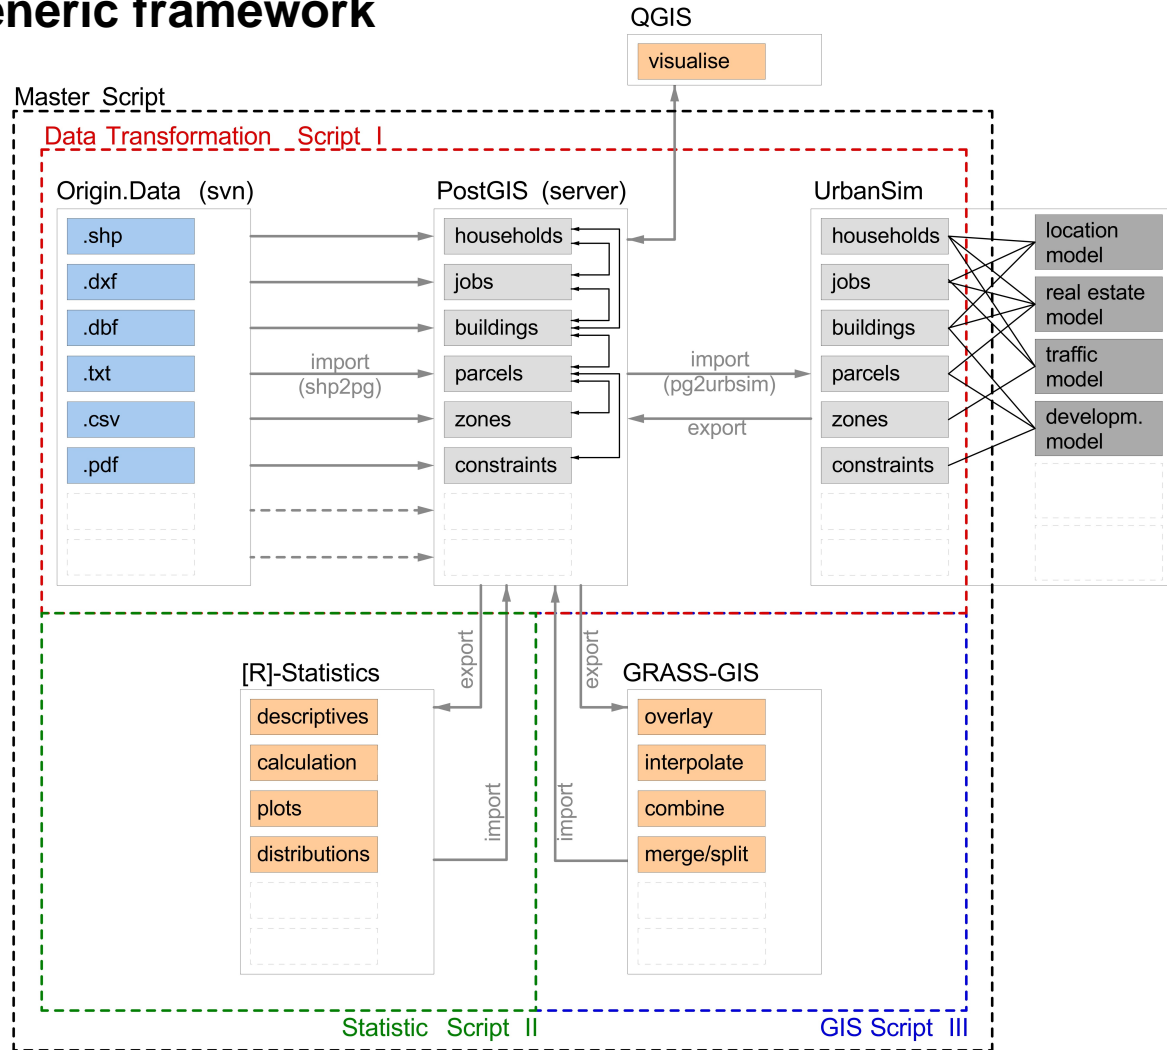 eneric framework
QGIS
visualise
Master Script
Data Transformation Script I
Origin.Data (svn)
.shp
.dxf
.dbf
.txt
.csv
.pdf
import
(shp2pg)
PostGIS (server)
households
jobs
buildings
parcels
zones
constraints
import
(pg2urbsim)
export
UrbanSim
households
jobs
buildings
parcels
zones
constraints
location
model
real estate
model
traffic
model
developm.
model
export
import
export
import
[R]-Statistics
descriptives
calculation
plots
distributions
GRASS-GIS
overlay
interpolate
combine
merge/split
Statistic Script II
GIS Script III